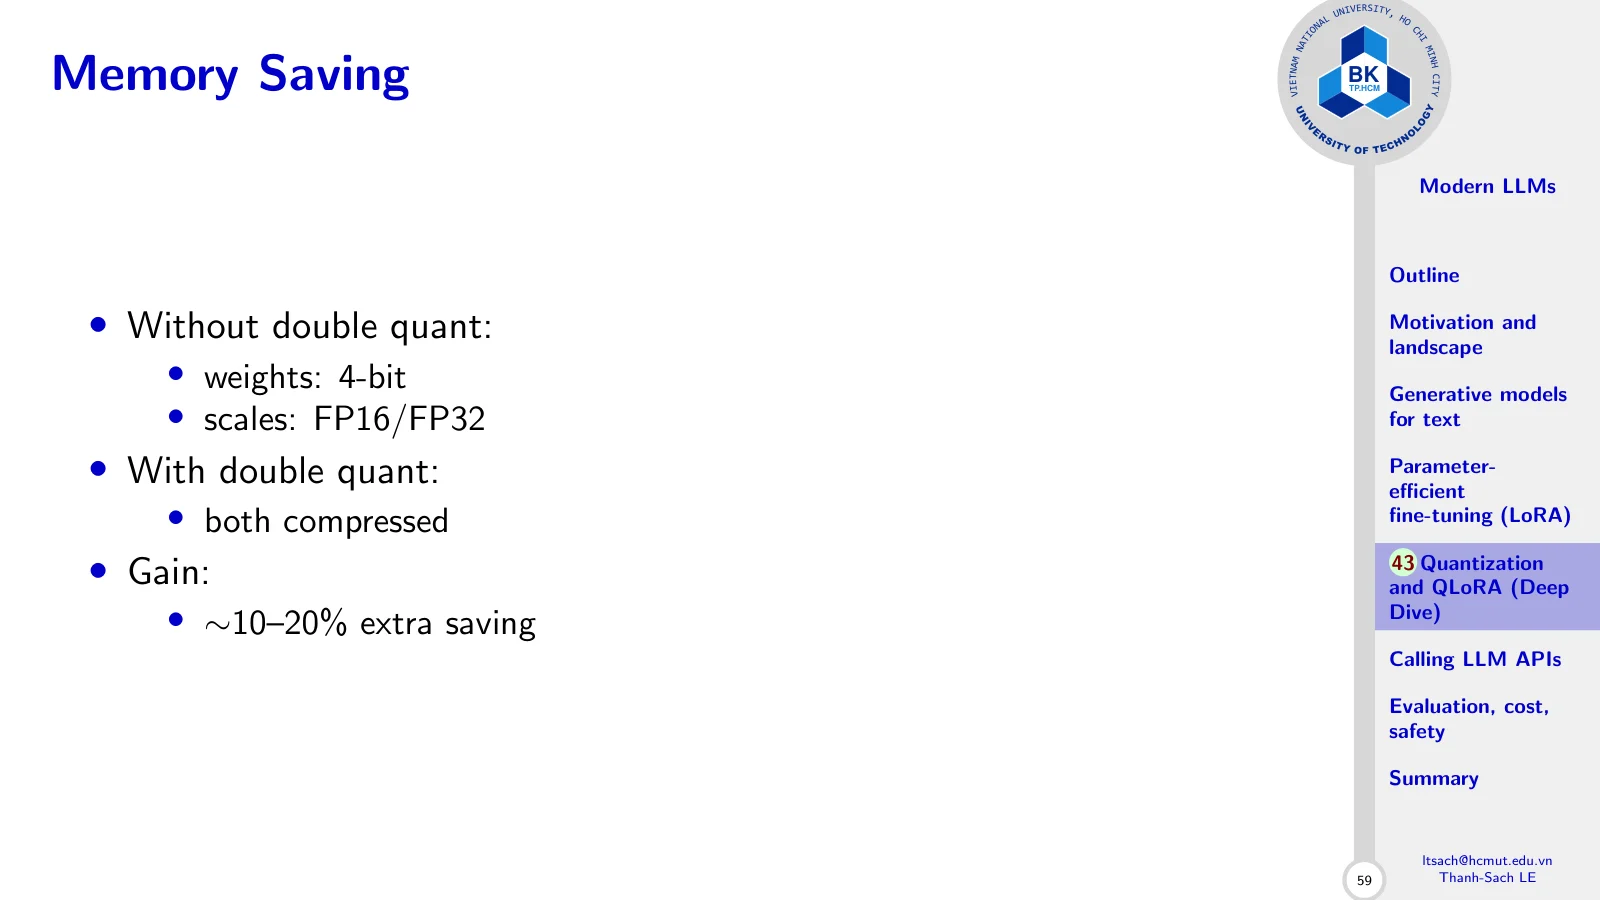 Memory Saving
• Without double quant:
• weights: 4-bit
• scales: FP16/FP32
• With double quant:
• both compressed
• Gain:
• ∼10–20% extra saving
VIETNAM NATIONAL UNIVERSITY, HO CHI MINH CITY
BK
TP.HCM
UNIVERSITY OF TECHNOLOGY
Modern LLMs
Outline
Motivation and
landscape
Generative models
for text
Parameter-
efficient
fine-tuning (LoRA)
43 Quantization
and QLoRA (Deep
Dive)
Calling LLM APIs
Evaluation, cost,
safety
Summary
ltsach@hcmut.edu.vn
Thanh-Sach LE
59